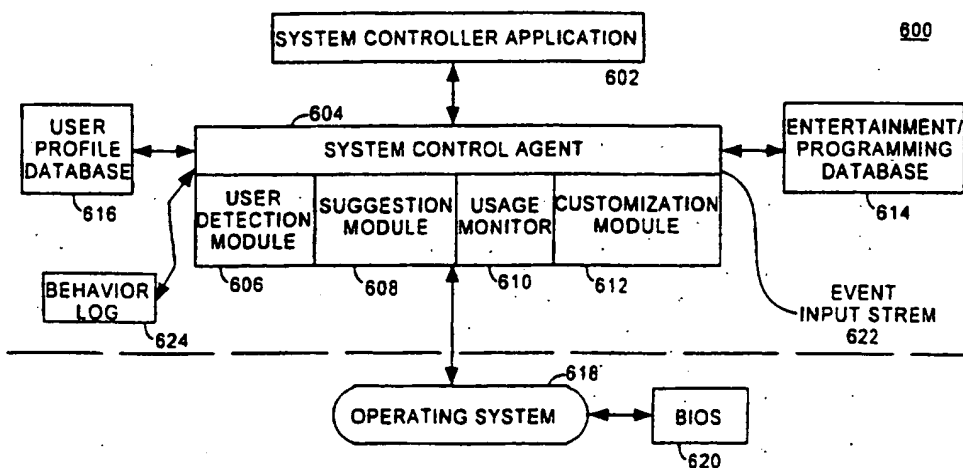 SYSTEM CONTROLLER APPLICATION
602
600
604
USER
PROFILE
DATABASE
616
SYSTEM CONTROL AGENT
ENTERTAINMENT/
PROGRAMMING
DATABASE
614
USER
DETECTION
MODULE
606
SUGGESTION
MODULE
608
USAGE
MONITOR
610
CUSTOMIZATION
MODULE
612
BEHAVIOR
LOG
624
EVENT
INPUT STREM
622
618
OPERATING SYSTEM
BIOS
620